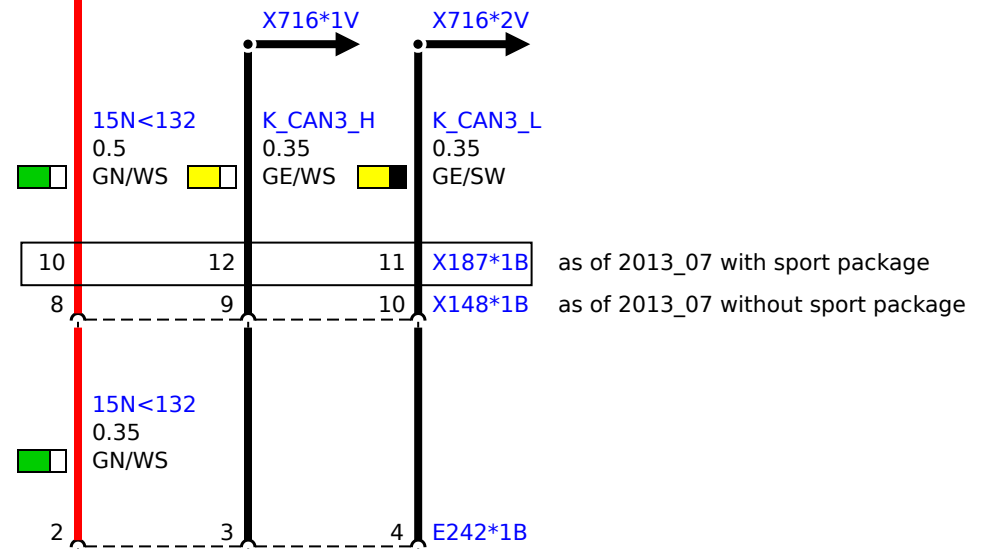 X716*1V X716*2V
15N<132 K_CAN3_H K_CAN3_L
0.5 0.35 0.35
GN/WS GE/WS GE/SW
10 12 11 X187*1B as of 2013_07 with sport package
8 9 10 X148*1B as of 2013_07 without sport package
15N<132
0.35
GN/WS
2 3 4 E242*1B